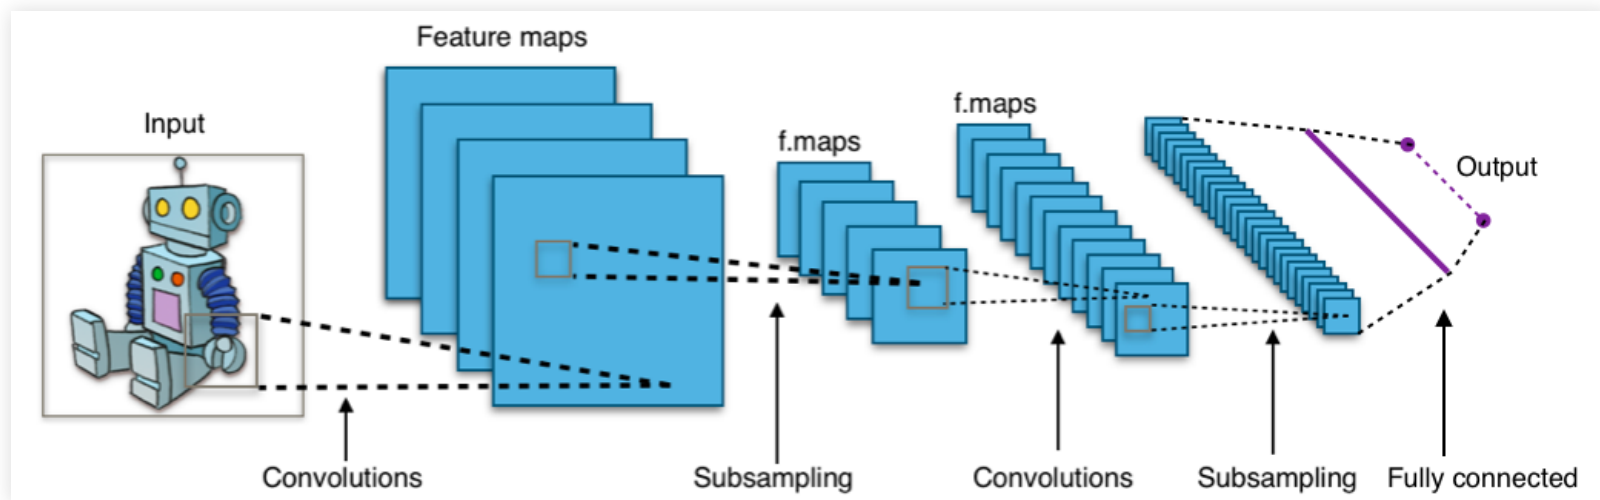 Feature maps
f.maps
Input
f.maps
Output
Convolutions
Subsampling
Convolutions
Subsampling
Fully connected